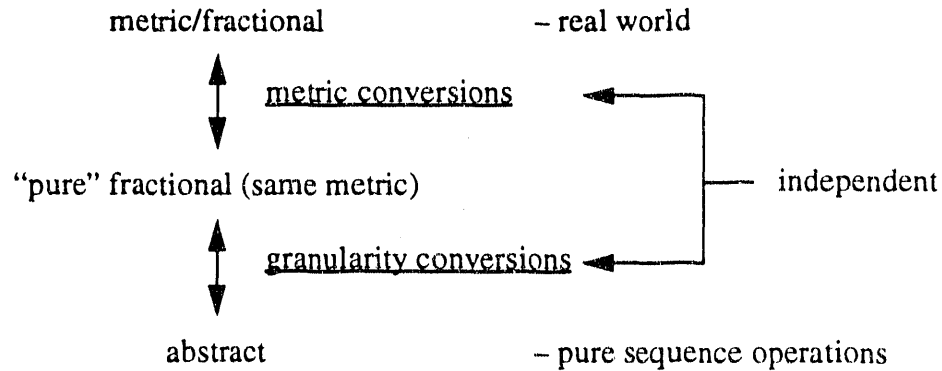 metric/fractional – real world
metric conversions
“pure” fractional (same metric) independent
granularity conversions
abstract – pure sequence operations